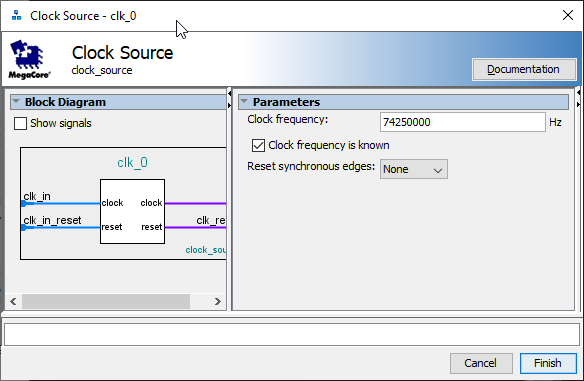 Clock Source - clk_0
MegaCore®
Clock Source
clock_source
Documentation
Block Diagram
Show signals
clk_0
clk_in
clock clock
clk_in_reset
reset reset
clk_re
clock_sou
Parameters
Clock frequency: 74250000 Hz
Clock frequency is known
Reset synchronous edges: None
Cancel Finish